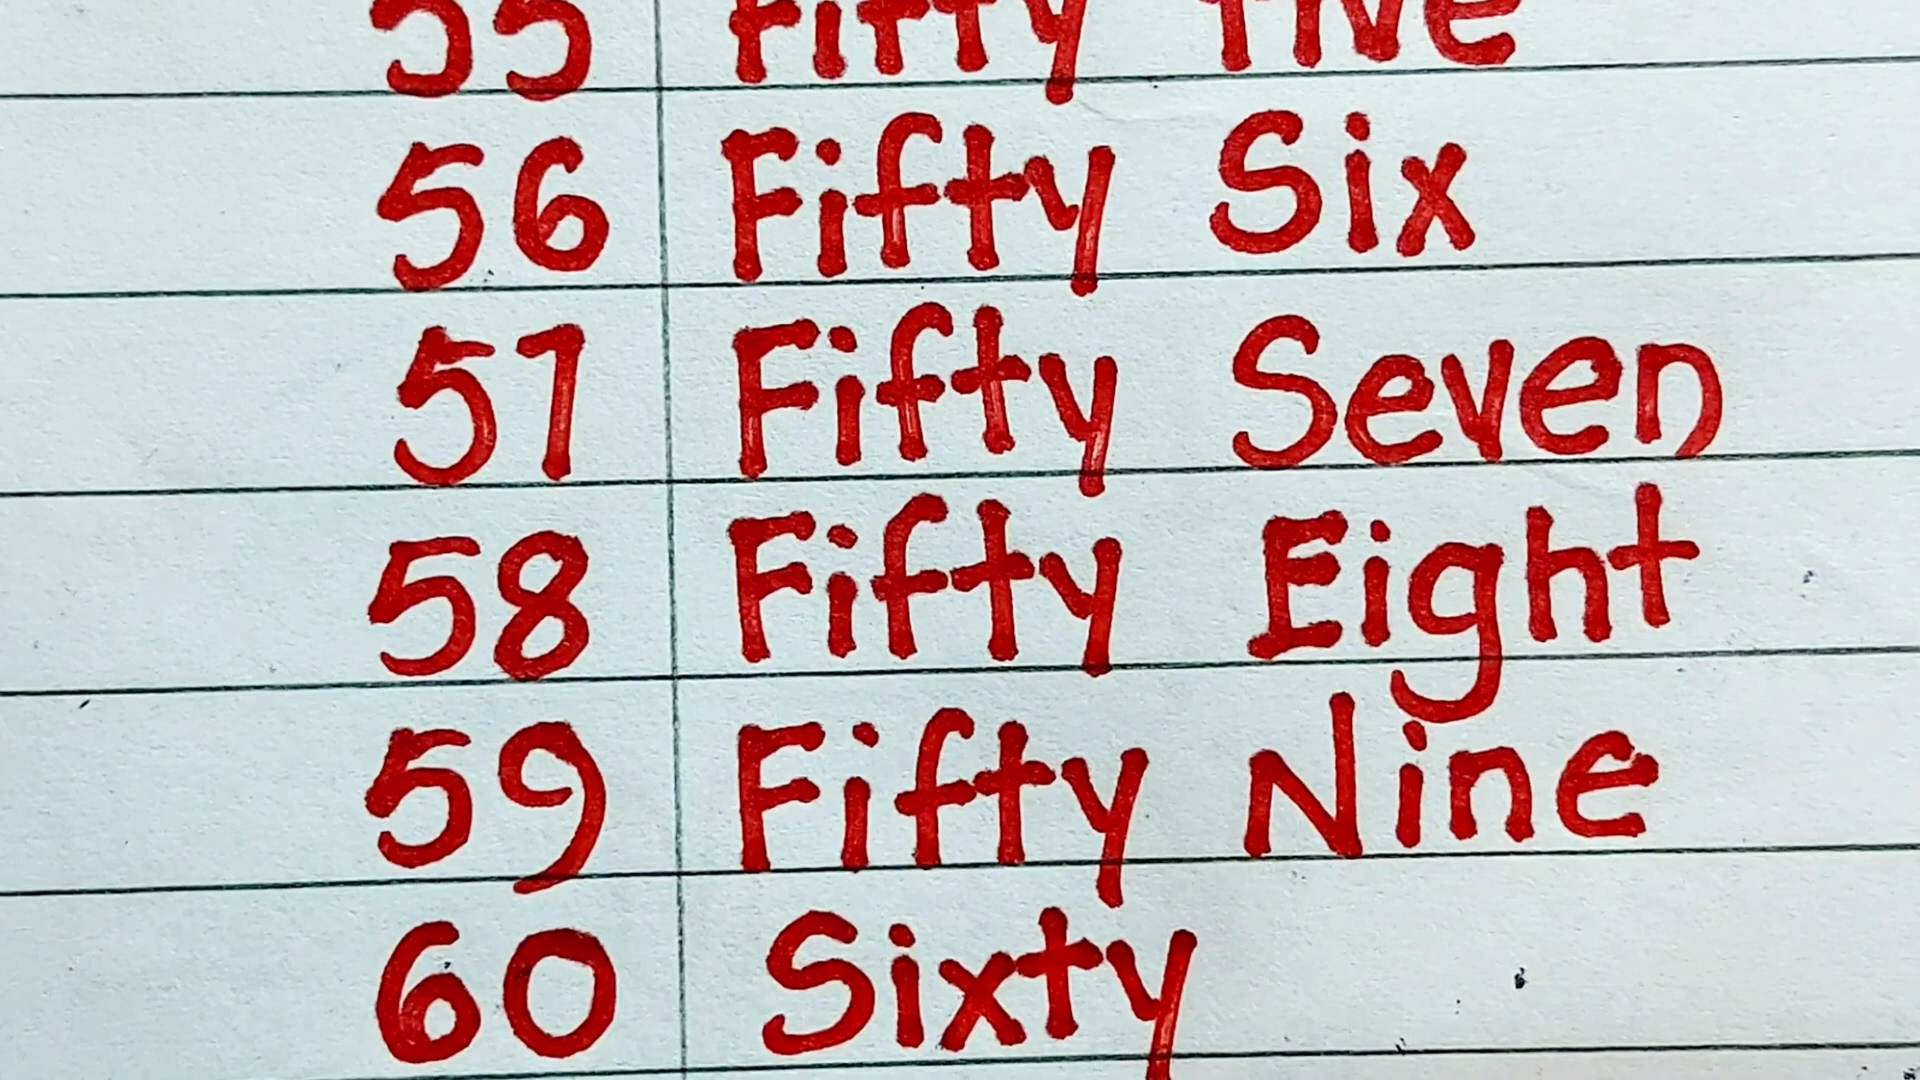 55 Fifty Five
56 Fifty Six
57 Fifty Seven
58 Fifty Eight
59 Fifty Nine
60 Sixty